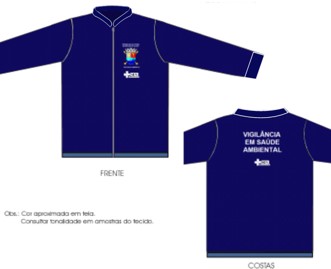 VIGILÂNCIA
EM SAÚDE
AMBIENTAL
FRENTE
Obs.: Cor aproximada em tela.
Consultar tonalidade em amostras do tecido.
COSTAS